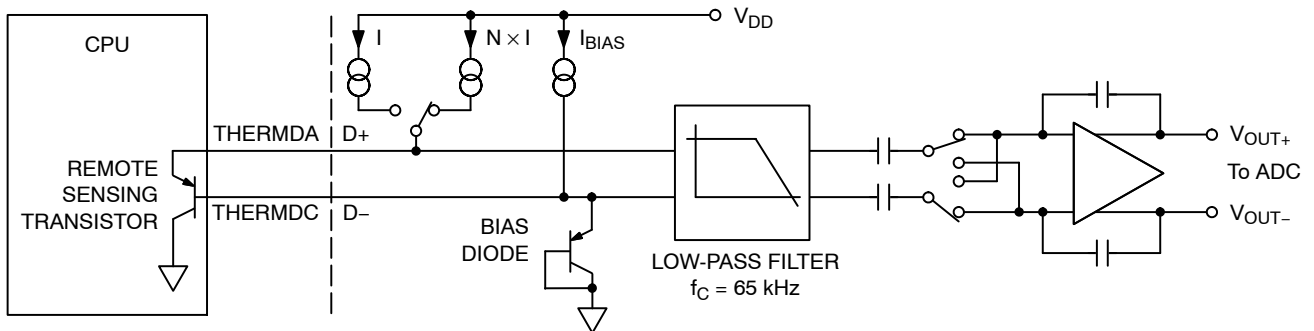 CPU
I
N × I
I_BIAS
V_DD
THERMDA
D+
REMOTE
SENSING
TRANSISTOR
THERMDC
D−
BIAS
DIODE
LOW-PASS FILTER
f_C = 65 kHz
V_OUT+
To ADC
V_OUT−